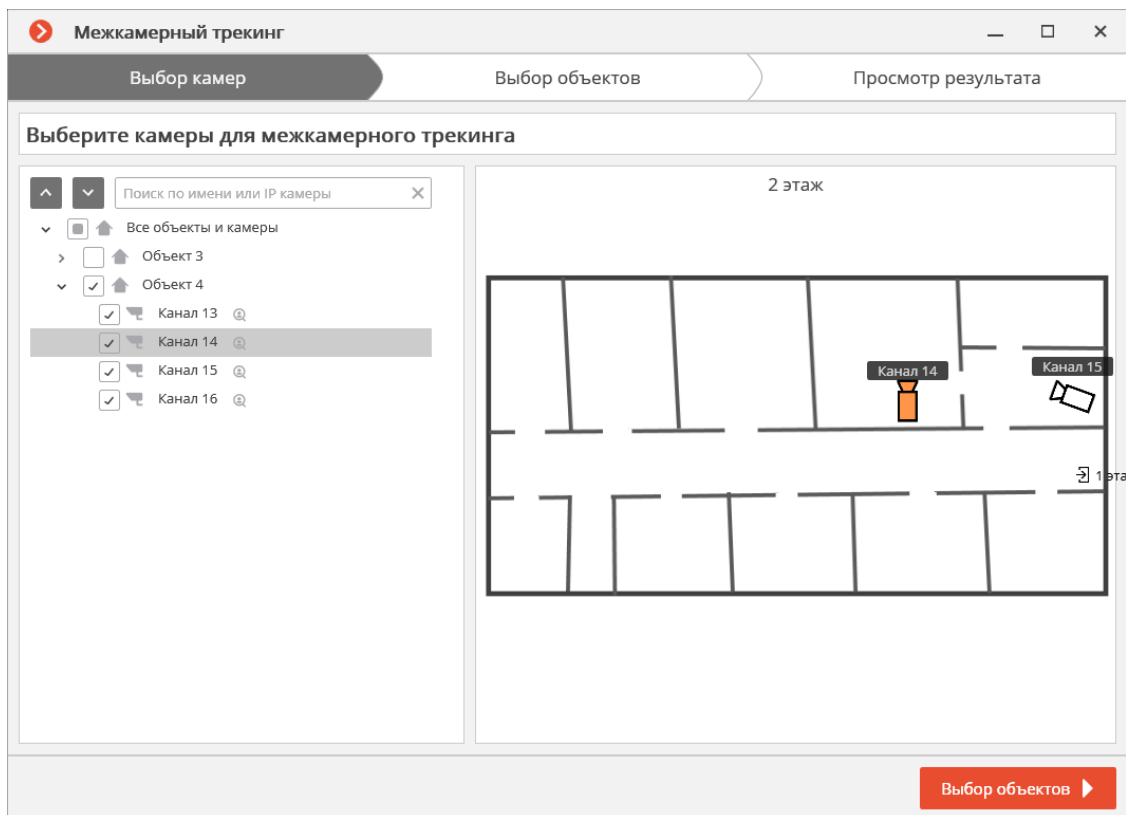 Межкамерный трекинг
Выбор камер
Выбор объектов
Просмотр результата
Выберите камеры для межкамерного трекинга
Поиск по имени или IP камеры
Все объекты и камеры
Объект 3
Объект 4
Канал 13
Канал 14
Канал 15
Канал 16
2 этаж
Канал 14
Канал 15
1 эта
Выбор объектов